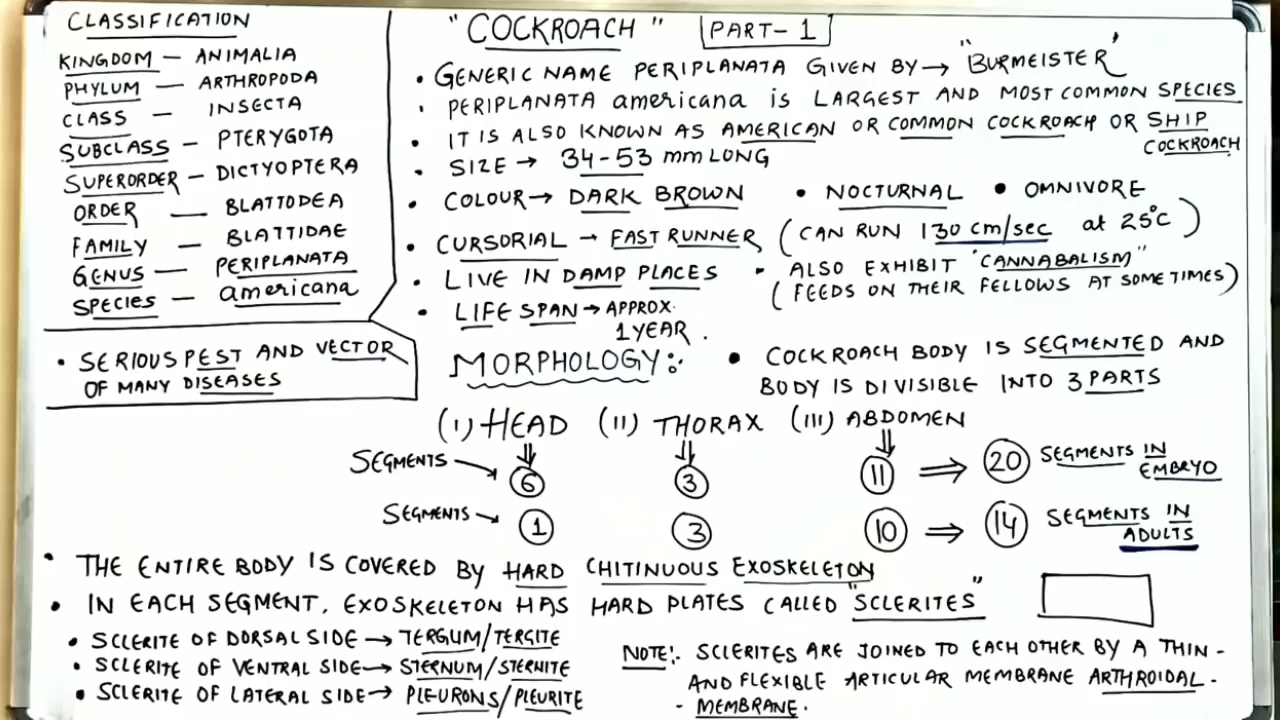 CLASSIFICATION
KINGDOM — ANIMALIA
PHYLUM — ARTHROPODA
CLASS — INSECTA
SUBCLASS — PTERYGOTA
SUPERORDER — DICTYOPTERA
ORDER — BLATTODEA
FAMILY — BLATTIDAE
GENUS — PERIPLANATA
SPECIES — americana
• SERIOUS PEST AND VECTOR
OF MANY DISEASES
"COCKROACH" PART-1
• GENERIC NAME PERIPLANATA GIVEN BY → "BURMEISTER'
• PERIPLANATA americana is LARGEST AND MOST COMMON SPECIES
• IT IS ALSO KNOWN AS AMERICAN OR COMMON COCKROACH OR SHIP
COCKROACH
• SIZE → 34-53 mm LONG
• COLOUR → DARK BROWN • NOCTURNAL • OMNIVORE
• CURSORIAL → FAST RUNNER (CAN RUN 130 cm/sec at 25°C)
• LIVE IN DAMP PLACES • ALSO EXHIBIT "CANNABALISM"
(FEEDS ON THEIR FELLOWS AT SOME TIMES)
• LIFE SPAN → APPROX.
1 YEAR.
MORPHOLOGY:- • COCKROACH BODY IS SEGMENTED AND
BODY IS DIVISIBLE INTO 3 PARTS
(I) HEAD (II) THORAX (III) ABDOMEN
SEGMENTS → 6 3 11 ⇒ 20 SEGMENTS IN
EMBRYO
SEGMENTS → 1 3 10 ⇒ 14 SEGMENTS IN
ADULTS
• THE ENTIRE BODY IS COVERED BY HARD CHITINUOUS EXOSKELETON
• IN EACH SEGMENT, EXOSKELETON HAS HARD PLATES CALLED "SCLERITES"
• SCLERITE OF DORSAL SIDE → TERGUM/TERGITE
• SCLERITE OF VENTRAL SIDE → STERNUM/STERNITE
• SCLERITE OF LATERAL SIDE → PLEURONS/PLEURITE
NOTE:- SCLERITES ARE JOINED TO EACH OTHER BY A THIN -
AND FLEXIBLE ARTICULAR MEMBRANE ARTHROIDAL -
- MEMBRANE.